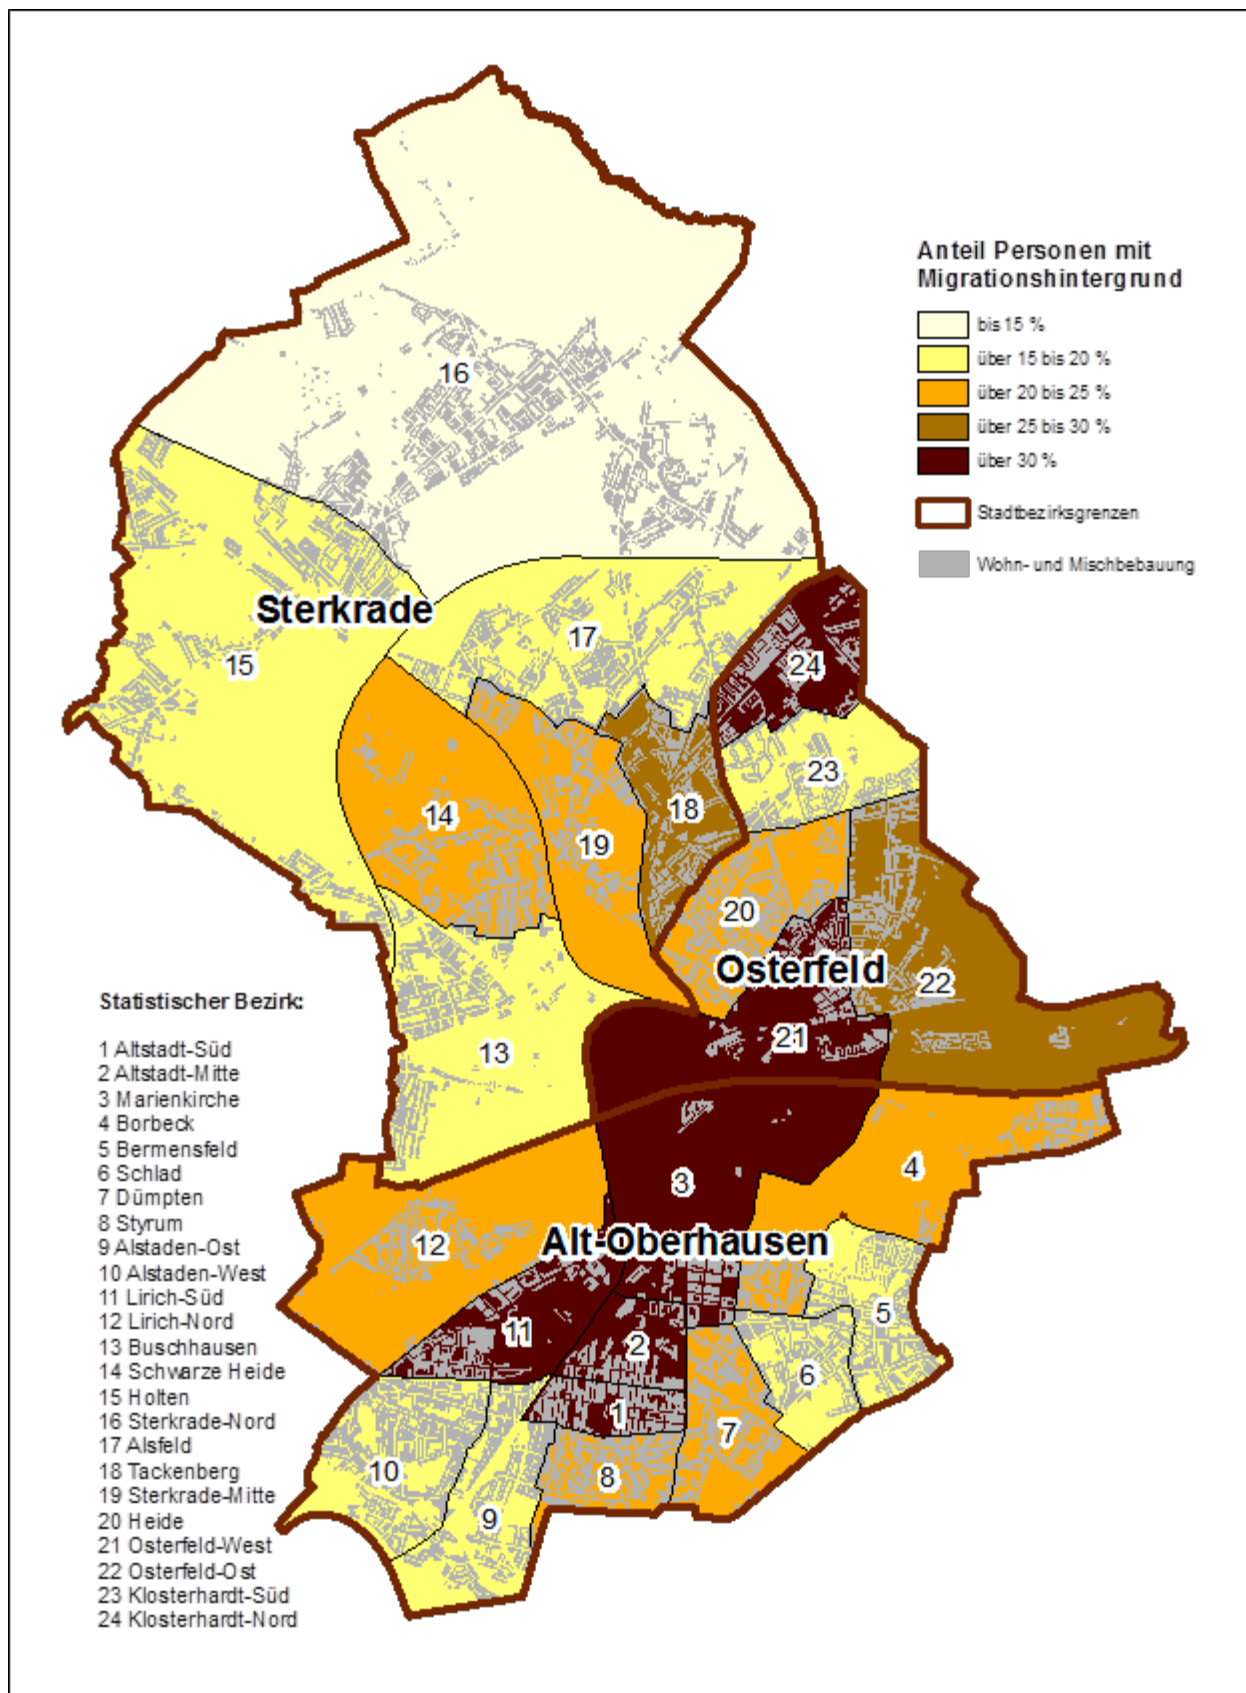 Anteil Personen mit
Migrationshintergrund
bis 15 %
über 15 bis 20 %
über 20 bis 25 %
über 25 bis 30 %
über 30 %
Stadtbezirksgrenzen
Wohn- und Mischbebauung
16
Sterkrade
17
15
24
23
18
14
19
20
Osterfeld
22
21
13
4
3
Alt-Oberhausen
12
5
11
2
6
1
7
10
8
9
Statistischer Bezirk:
1 Altstadt-Süd
2 Altstadt-Mitte
3 Marienkirche
4 Borbeck
5 Bermensfeld
6 Schlad
7 Dümpten
8 Styrum
9 Alstaden-Ost
10 Alstaden-West
11 Lirich-Süd
12 Lirich-Nord
13 Buschhausen
14 Schwarze Heide
15 Holten
16 Sterkrade-Nord
17 Alsfeld
18 Tackenberg
19 Sterkrade-Mitte
20 Heide
21 Osterfeld-West
22 Osterfeld-Ost
23 Klosterhardt-Süd
24 Klosterhardt-Nord